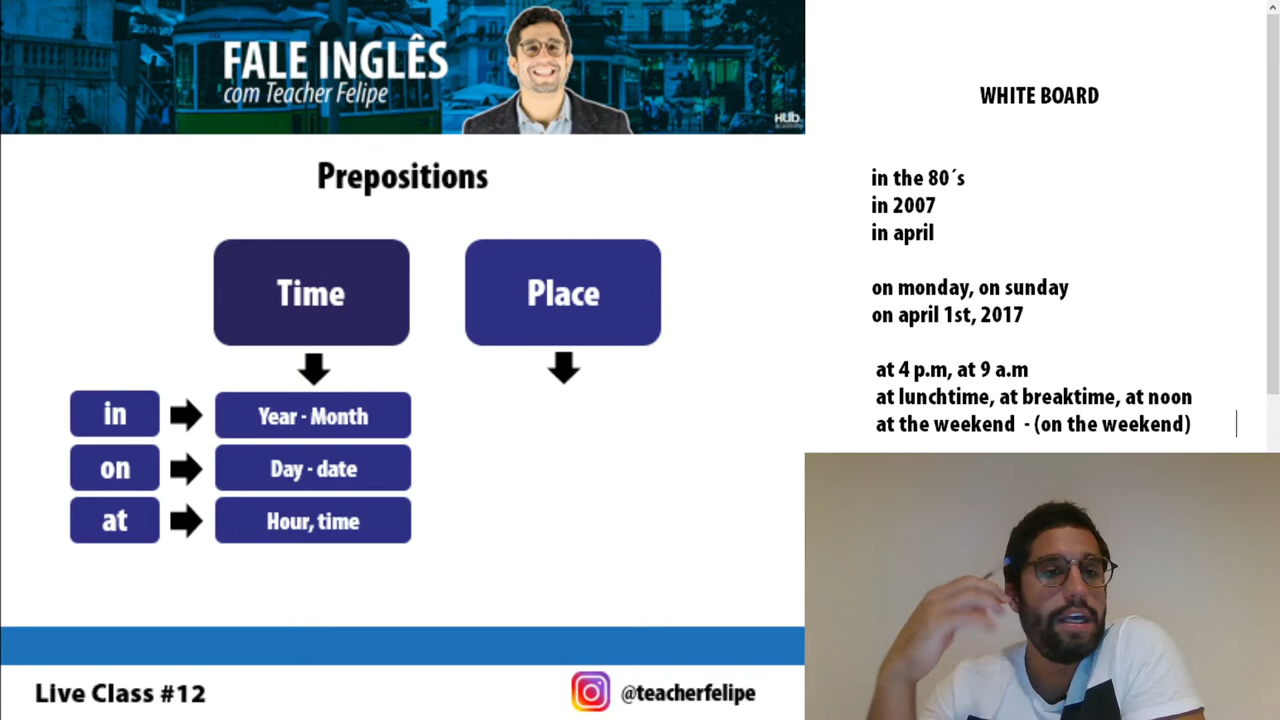 FALE INGLÊS
com Teacher Felipe
HUb
academy
Prepositions
Time
Place
in
Year - Month
on
Day - date
at
Hour, time
Live Class #12
@teacherfelipe
WHITE BOARD
in the 80´s
in 2007
in april
on monday, on sunday
on april 1st, 2017
at 4 p.m, at 9 a.m
at lunchtime, at breaktime, at noon
at the weekend - (on the weekend)